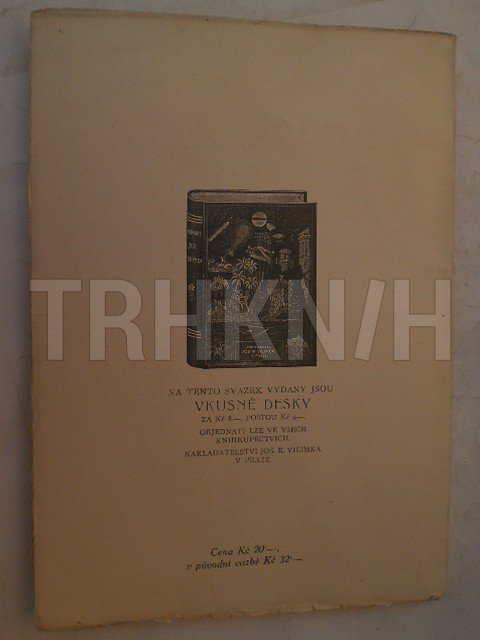 TRHKNIH
NA TENTO SVAZEK VYDÁNY JSOU
VKUSNÉ DESKY
ZA Kč 8.—, POŠTOU Kč 9.—.
OBJEDNATI LZE VE VŠECH
KNIHKUPECTVÍCH.
NAKLADATELSTVÍ JOS. R. VILÍMKA
V PRAZE.
Cena Kč 20·—,
v původní vazbě Kč 32·—